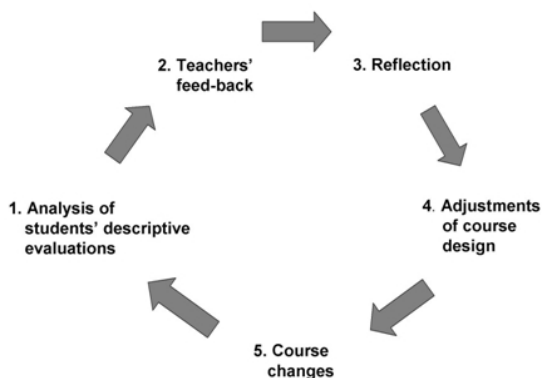 1. Analysis of
students’ descriptive
evaluations
2. Teachers’
feed-back
3. Reflection
4. Adjustments
of course
design
5. Course
changes